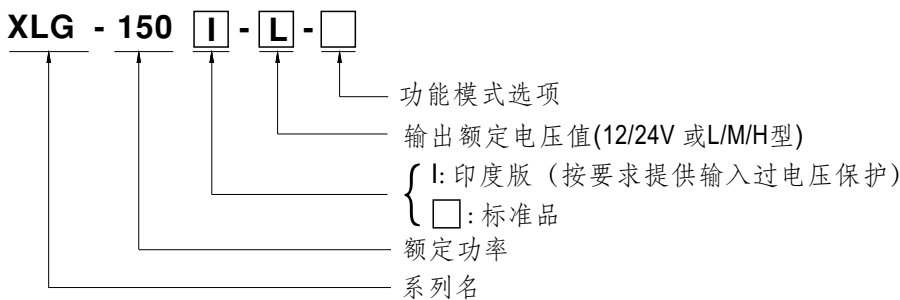 XLG - 150 I - L - □
功能模式选项
输出额定电压值(12/24V 或L/M/H型)
I: 印度版（按要求提供输入过电压保护）
□: 标准品
额定功率
系列名